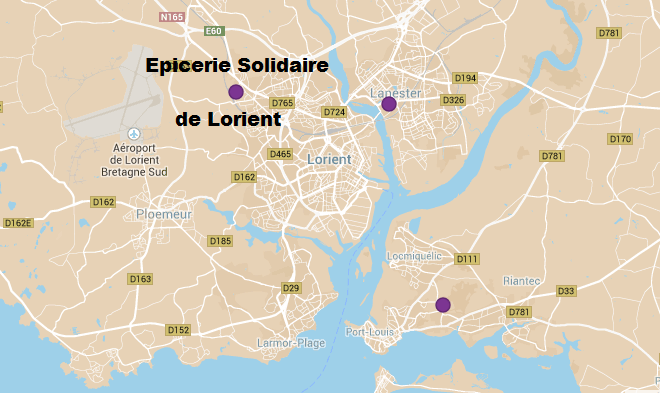 N165
E60
D781
N165
Epicerie Solidaire
Lanester
D194
D765
D326
D724
de Lorient
Aéroport
de Lorient
Bretagne Sud
D465
Lorient
D170
D781
D162
D162
Ploemeur
D162E
D185
Locmiquélic
D111
D163
Riantec
D29
D33
D781
D152
Port-Louis
Larmor-Plage